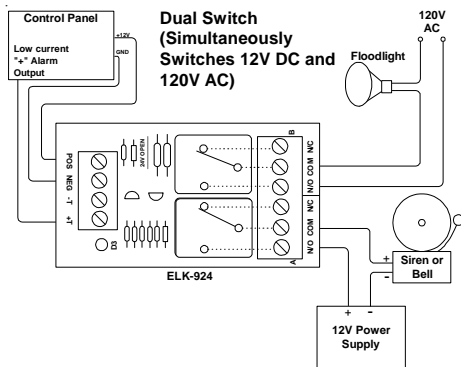 Control Panel
Low current
"+" Alarm
Output
+12V
GND
Dual Switch
(Simultaneously
Switches 12V DC and
120V AC)
120V
AC
Floodlight
POS NEG -T +T
24V OPEN
D3
B
N/C
COM
N/O
N/C
COM
N/O
A
ELK-924
+
-
Siren or
Bell
+ -
12V Power
Supply